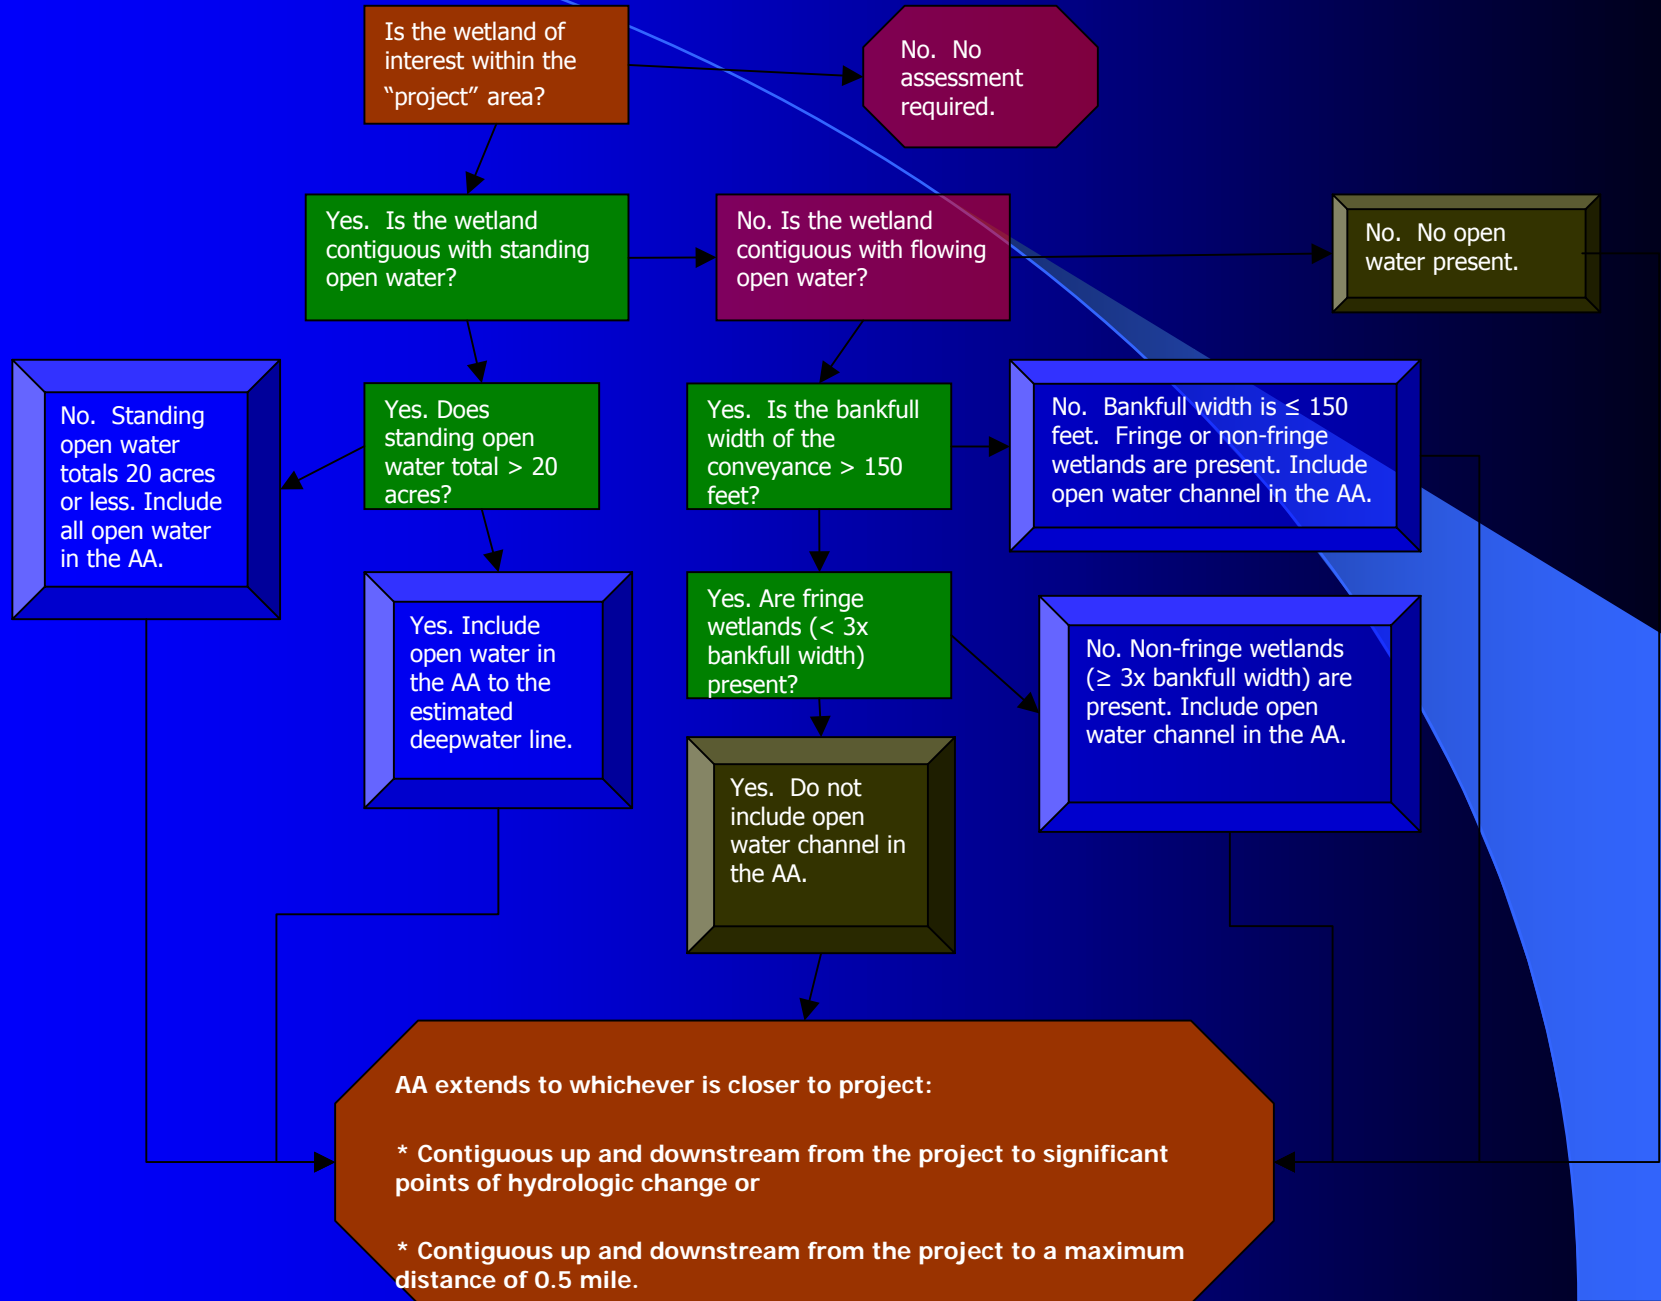 Is the wetland of
interest within the
“project” area?
No.  No
assessment
required.
Yes.  Is the wetland
contiguous with standing
open water?
No. Is the wetland
contiguous with flowing
open water?
No.  No open
water present.
No.  Standing
open water
totals 20 acres
or less. Include
all open water
in the AA.
Yes. Does
standing open
water total > 20
acres?
Yes.  Is the bankfull
width of the
conveyance > 150
feet?
No.  Bankfull width is ≤ 150
feet.  Fringe or non-fringe
wetlands are present. Include
open water channel in the AA.
Yes. Include
open water in
the AA to the
estimated
deepwater line.
Yes. Are fringe
wetlands (< 3x
bankfull width)
present?
No. Non-fringe wetlands
(≥ 3x bankfull width) are
present. Include open
water channel in the AA.
Yes.  Do not
include open
water channel in
the AA.
AA extends to whichever is closer to project:
* Contiguous up and downstream from the project to significant
points of hydrologic change or
* Contiguous up and downstream from the project to a maximum
distance of 0.5 mile.